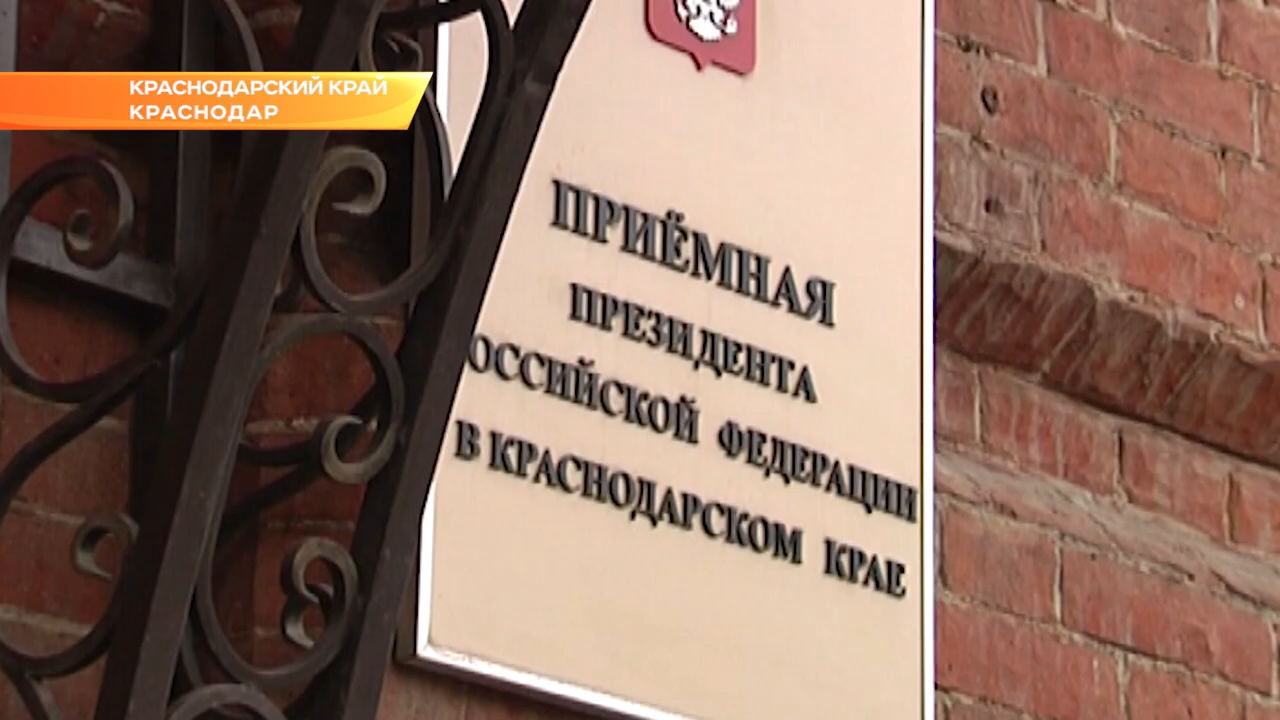 КРАСНОДАРСКИЙ КРАЙ
КРАСНОДАР
ПРИЁМНАЯ
ПРЕЗИДЕНТА
ОССИЙСКОЙ ФЕДЕРАЦИИ
В КРАСНОДАРСКОМ КРАЕ